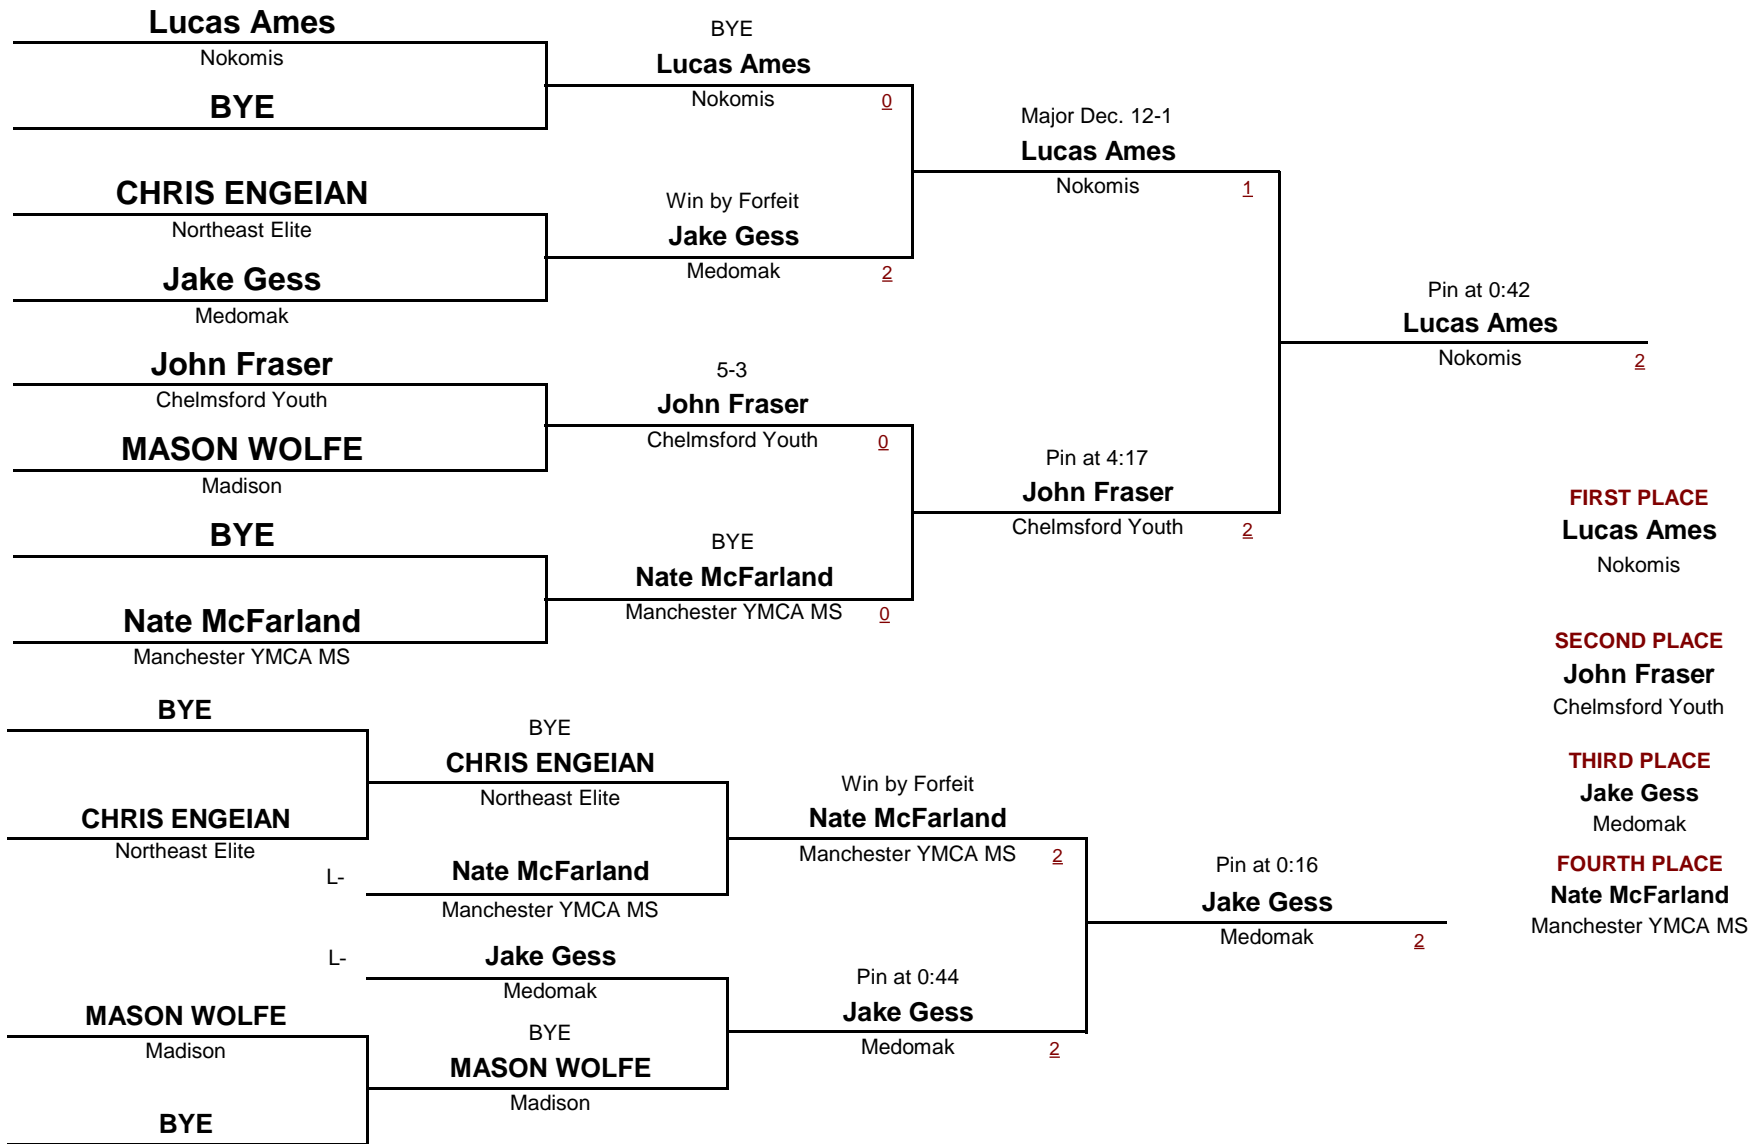 Lucas Ames
Nokomis
BYE
CHRIS ENGEIAN
Northeast Elite
Jake Gess
Medomak
John Fraser
Chelmsford Youth
MASON WOLFE
Madison
BYE
Nate McFarland
Manchester YMCA MS
BYE
Lucas Ames
Nokomis 0
Win by Forfeit
Jake Gess
Medomak 2
5-3
John Fraser
Chelmsford Youth 0
BYE
Nate McFarland
Manchester YMCA MS 0
Major Dec. 12-1
Lucas Ames
Nokomis 1
Pin at 4:17
John Fraser
Chelmsford Youth 2
Pin at 0:42
Lucas Ames
Nokomis 2
FIRST PLACE
Lucas Ames
Nokomis
SECOND PLACE
John Fraser
Chelmsford Youth
THIRD PLACE
Jake Gess
Medomak
FOURTH PLACE
Nate McFarland
Manchester YMCA MS
BYE
CHRIS ENGEIAN
Northeast Elite
MASON WOLFE
Madison
BYE
BYE
CHRIS ENGEIAN
Northeast Elite
L- Nate McFarland
Manchester YMCA MS
L- Jake Gess
Medomak
BYE
MASON WOLFE
Madison
Win by Forfeit
Nate McFarland
Manchester YMCA MS 2
Pin at 0:44
Jake Gess
Medomak 2
Pin at 0:16
Jake Gess
Medomak 2